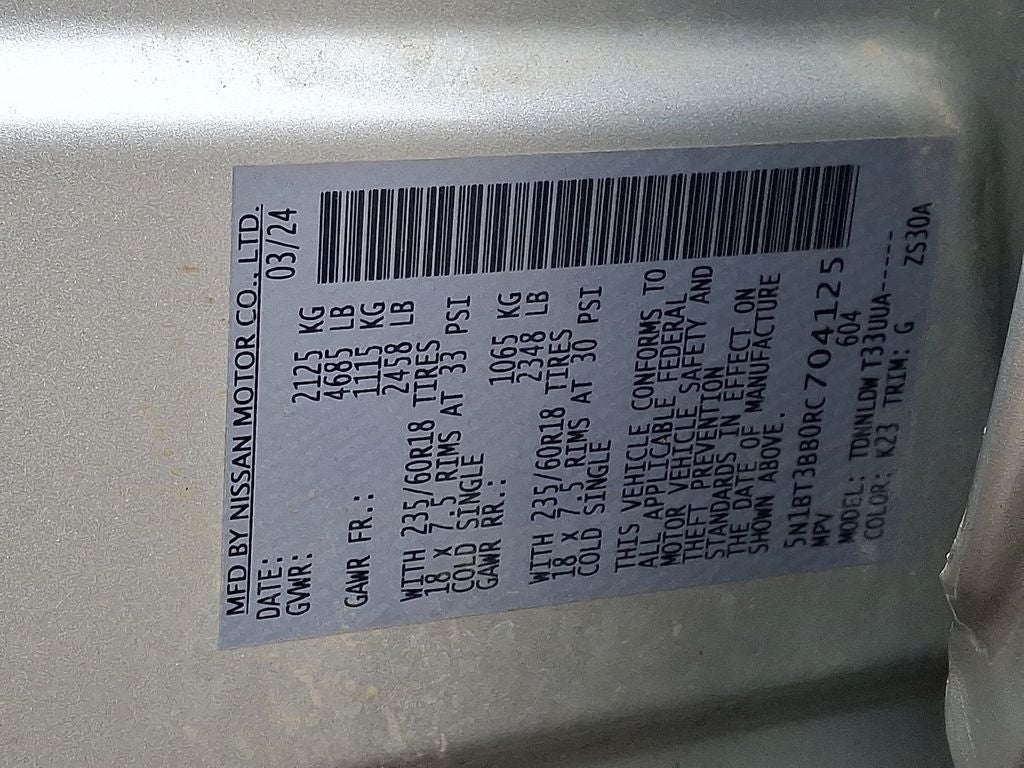 MFD BY NISSAN MOTOR CO., LTD.
DATE: 03/24
GVWR: 2125 KG
4685 LB
GAWR FR.: 1115 KG
2458 LB
WITH 235/60R18 TIRES
18 X 7.5 RIMS AT 33 PSI
COLD SINGLE
GAWR RR.: 1065 KG
2348 LB
WITH 235/60R18 TIRES
18 X 7.5 RIMS AT 30 PSI
COLD SINGLE
THIS VEHICLE CONFORMS TO
ALL APPLICABLE FEDERAL
MOTOR VEHICLE SAFETY AND
THEFT PREVENTION
STANDARDS IN EFFECT ON
THE DATE OF MANUFACTURE
SHOWN ABOVE.
5N1BT3BB0RC704125
MPV 604
MODEL: TDNNLDWT33UUA-----
COLOR: K23 TRIM: G ZS30A